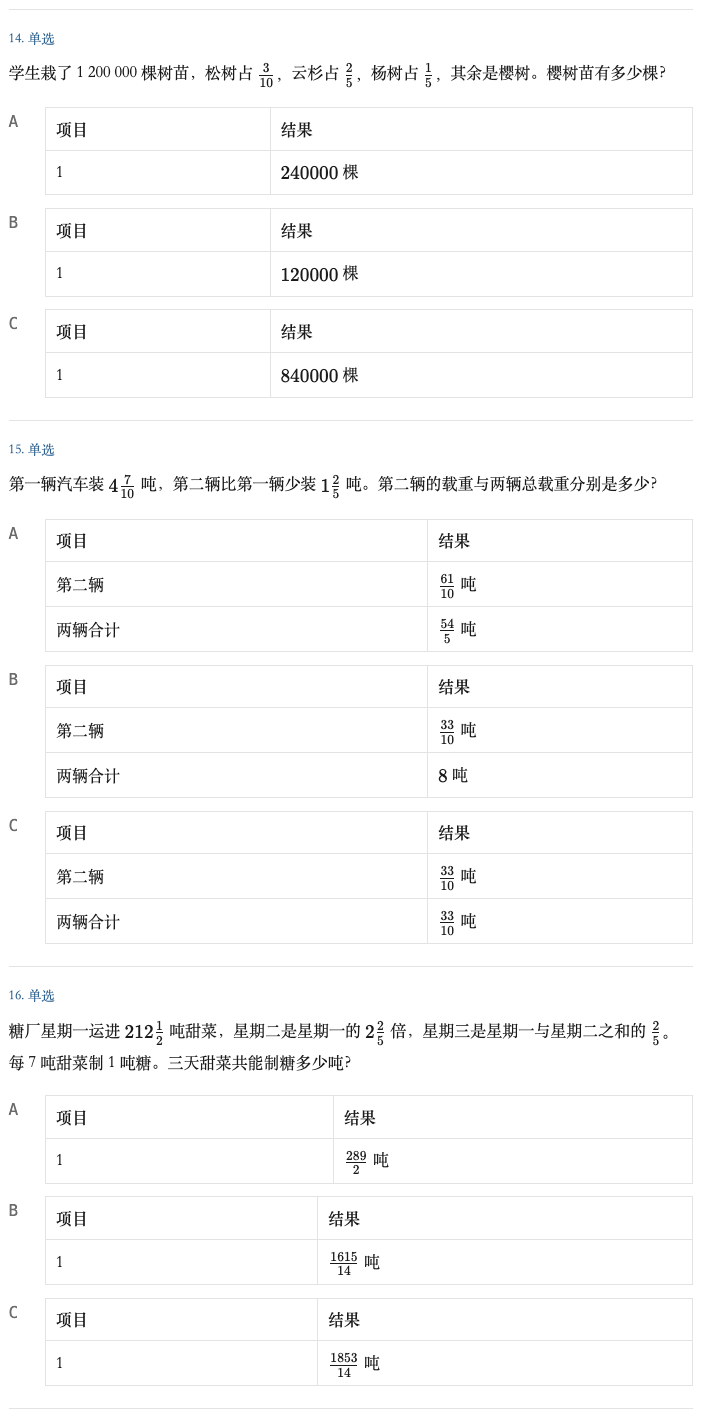 14. 单选
学生栽了 1 200 000 棵树苗，松树占 3/10，云杉占 2/5，杨树占 1/5，其余是樱树。樱树苗有多少棵？
A
项目 结果
1 240000 棵
B
项目 结果
1 120000 棵
C
项目 结果
1 840000 棵
15. 单选
第一辆汽车装 4 7/10 吨，第二辆比第一辆少装 1 2/5 吨。第二辆的载重与两辆总载重分别是多少？
A
项目 结果
第二辆 61/10 吨
两辆合计 54/5 吨
B
项目 结果
第二辆 33/10 吨
两辆合计 8 吨
C
项目 结果
第二辆 33/10 吨
两辆合计 33/10 吨
16. 单选
糖厂星期一运进 212 1/2 吨甜菜，星期二是星期一的 2 2/5 倍，星期三是星期一与星期二之和的 2/5。
每 7 吨甜菜制 1 吨糖。三天甜菜共能制糖多少吨？
A
项目 结果
1 289/2 吨
B
项目 结果
1 1615/14 吨
C
项目 结果
1 1853/14 吨